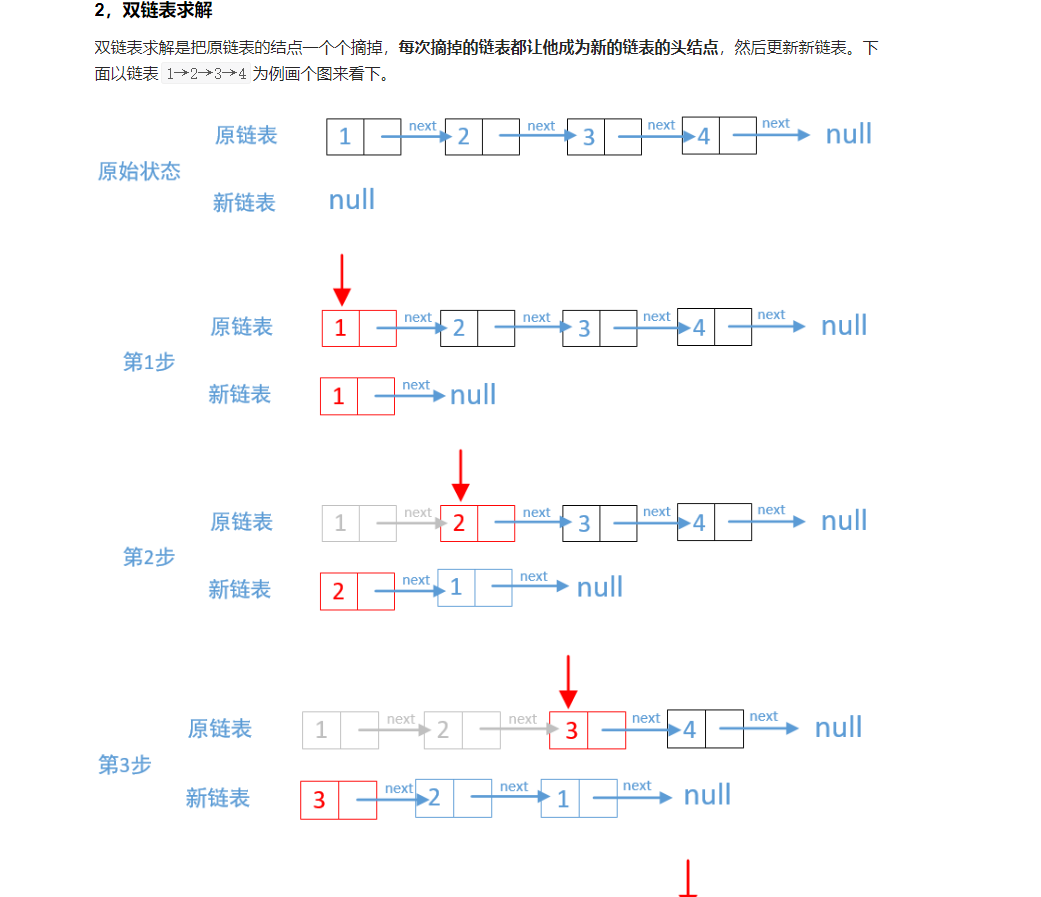 2，双链表求解
双链表求解是把原链表的结点一个个摘掉，每次摘掉的链表都让他成为新的链表的头结点，然后更新新链表。下
面以链表 1→2→3→4 为例画个图来看下。
原链表 1 next 2 next 3 next 4 next null
原始状态
新链表 null
原链表 1 next 2 next 3 next 4 next null
第1步
新链表 1 next null
原链表 1 next 2 next 3 next 4 next null
第2步
新链表 2 next 1 next null
原链表 1 next 2 next 3 next 4 next null
第3步
新链表 3 next 2 next 1 next null